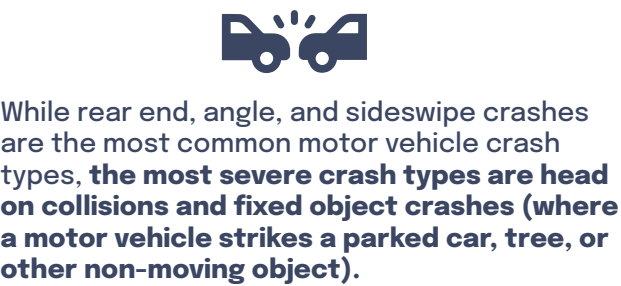 While rear end, angle, and sideswipe crashes
are the most common motor vehicle crash
types, the most severe crash types are head
on collisions and fixed object crashes (where
a motor vehicle strikes a parked car, tree, or
other non-moving object).